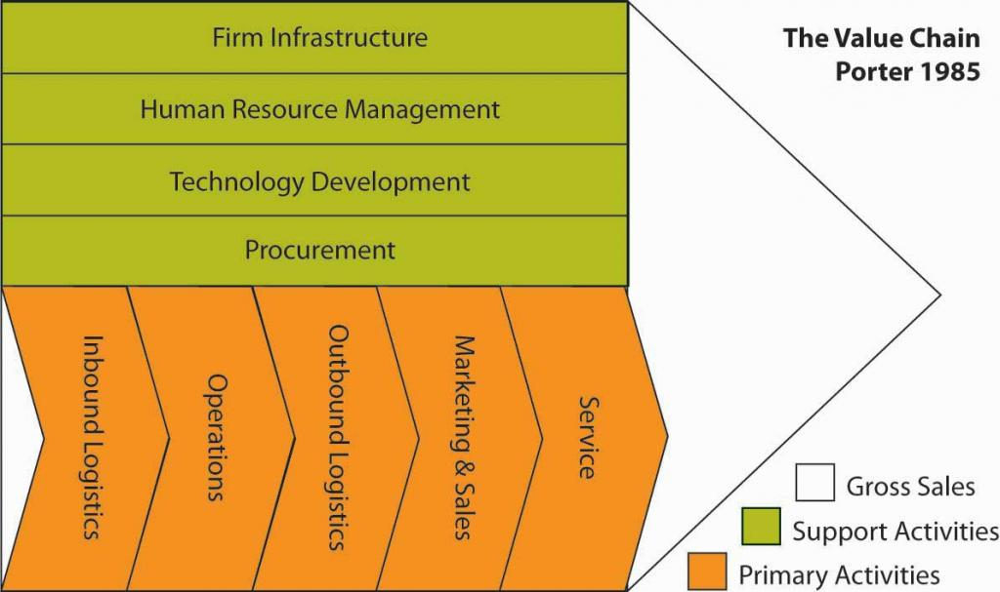 The Value Chain
Porter 1985
Firm Infrastructure
Human Resource Management
Technology Development
Procurement
Inbound Logistics
Operations
Outbound Logistics
Marketing & Sales
Service
Gross Sales
Support Activities
Primary Activities